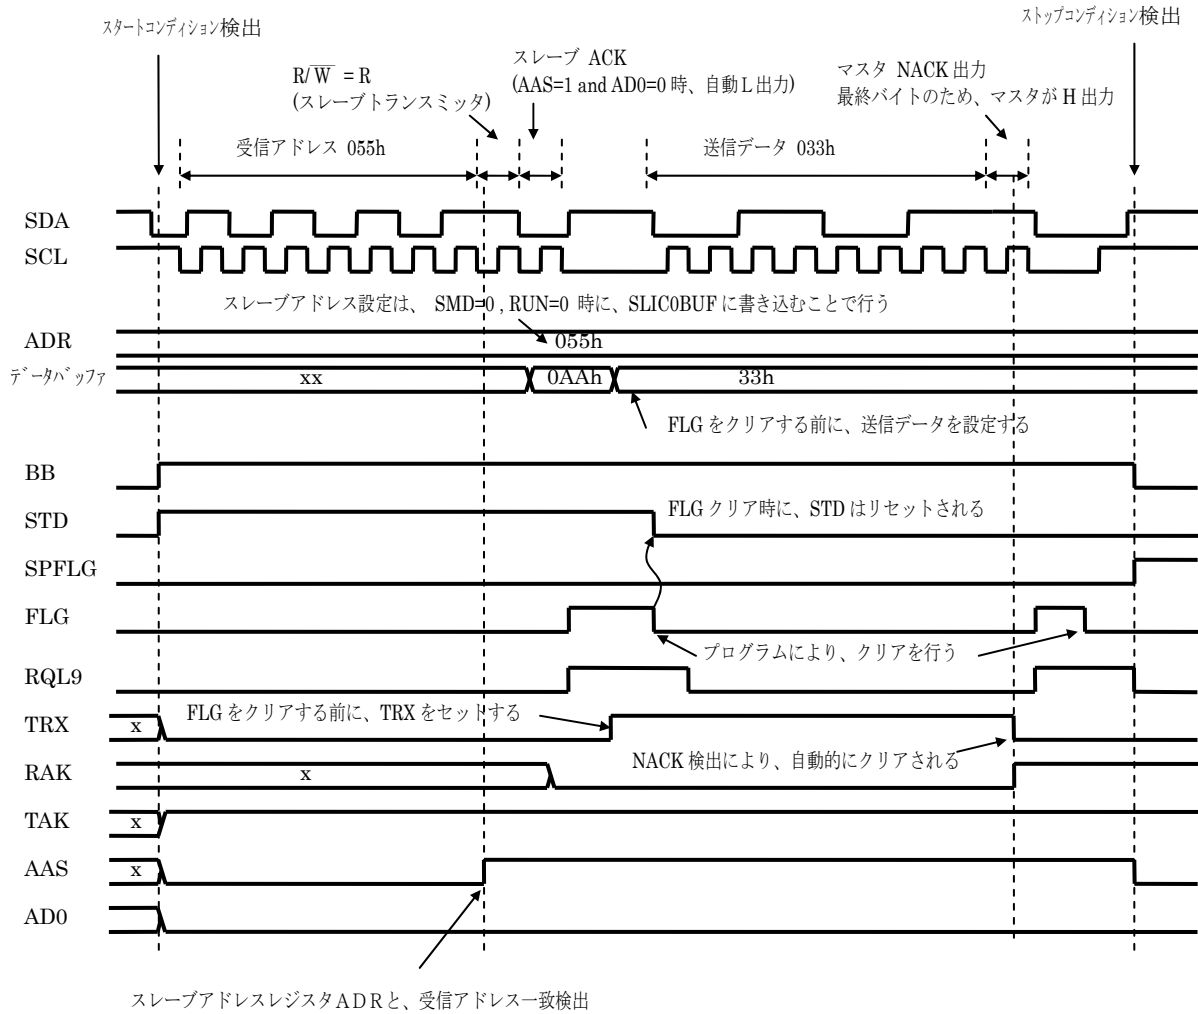 スタートコンディション検出
ストップコンディション検出
R/W = R
(スレーブトランスミッタ)
スレーブ ACK
(AAS=1 and AD0=0 時、自動Ｌ出力)
マスタ NACK 出力
最終バイトのため、マスタが H 出力
受信アドレス 055h
送信データ 033h
SDA
SCL
スレーブアドレス設定は、 SMD=0 , RUN=0 時に、SLIC0BUF に書き込むことで行う
ADR
055h
ﾃﾞｰﾀﾊﾞｯﾌｧ
xx
0AAh
33h
FLG をクリアする前に、送信データを設定する
BB
STD
FLG クリア時に、STD はリセットされる
SPFLG
FLG
プログラムにより、クリアを行う
RQL9
TRX
x
FLG をクリアする前に、TRX をセットする
NACK 検出により、自動的にクリアされる
RAK
x
TAK
x
AAS
x
AD0
スレーブアドレスレジスタＡＤＲと、受信アドレス一致検出